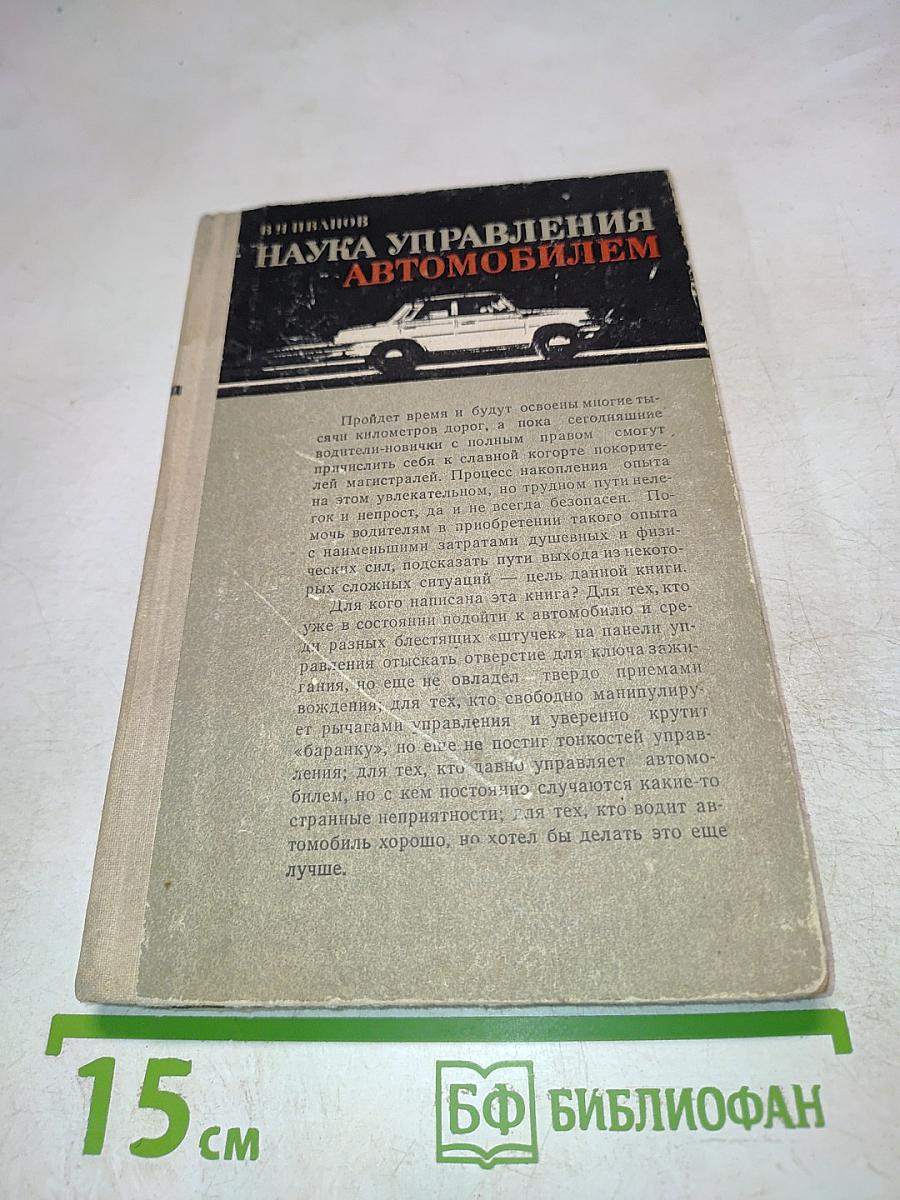 В Н ИВАНОВ
НАУКА УПРАВЛЕНИЯ
АВТОМОБИЛЕМ
Пройдет время и будут освоены многие ты-
сячи километров дорог, а пока сегодняшние
водители-новички с полным правом смогут
причислить себя к славной когорте покорите-
лей магистралей. Процесс накопления опыта
на этом увлекательном, но трудном пути неле-
гок и непрост, да и не всегда безопасен. По-
мочь водителям в приобретении такого опыта
с наименьшими затратами душевных и физи-
ческих сил, подсказать пути выхода из некото-
рых сложных ситуаций — цель данной книги.
Для кого написана эта книга? Для тех, кто
уже в состоянии подойти к автомобилю и сре-
ди разных блестящих «штучек» на панели уп-
равления отыскать отверстие для ключа зажи-
гания, но еще не овладел твердо приемами
вождения; для тех, кто свободно манипулиру-
ет рычагами управления и уверенно крутит
«баранку», но еще не постиг тонкостей управ-
ления; для тех, кто давно управляет автомо-
билем, но с кем постоянно случаются какие-то
странные неприятности; для тех, кто водит ав-
томобиль хорошо, но хотел бы делать это еще
лучше.
15 см
БФ БИБЛИОФАН